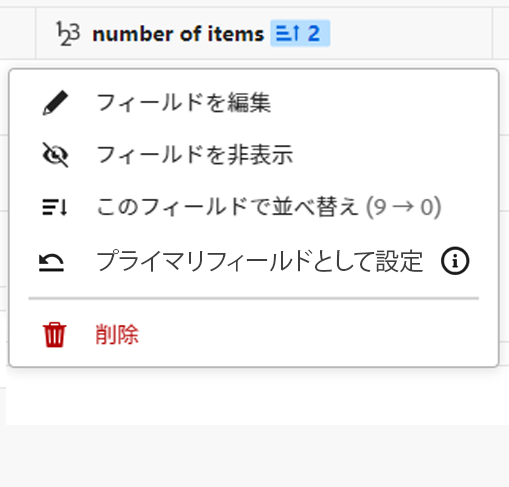 123 number of items 2
フィールドを編集
フィールドを非表示
このフィールドで並べ替え (9 → 0)
プライマリフィールドとして設定
削除